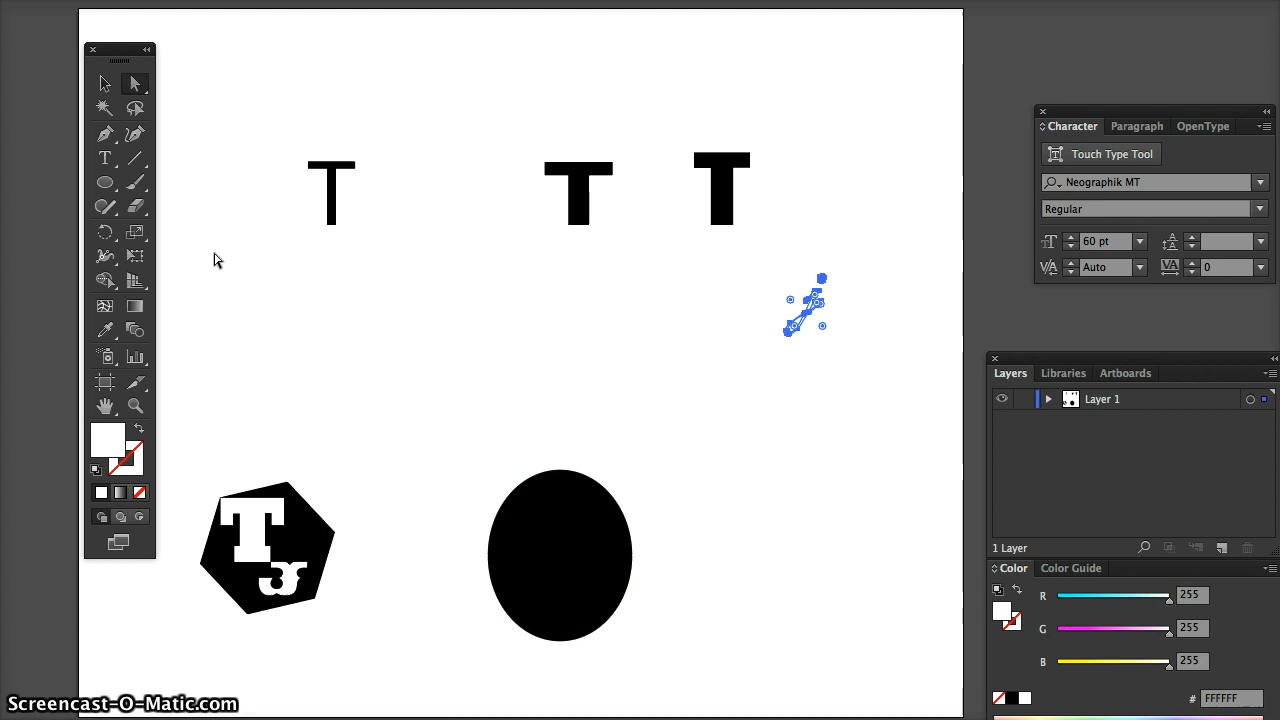 T T T
Character Paragraph OpenType
Touch Type Tool
Neographik MT
Regular
60 pt
Auto 0
Layers Libraries Artboards
Layer 1
T
1 Layer
Color Color Guide
R 255
G 255
B 255
# FFFFFF
Screencast-O-Matic.com